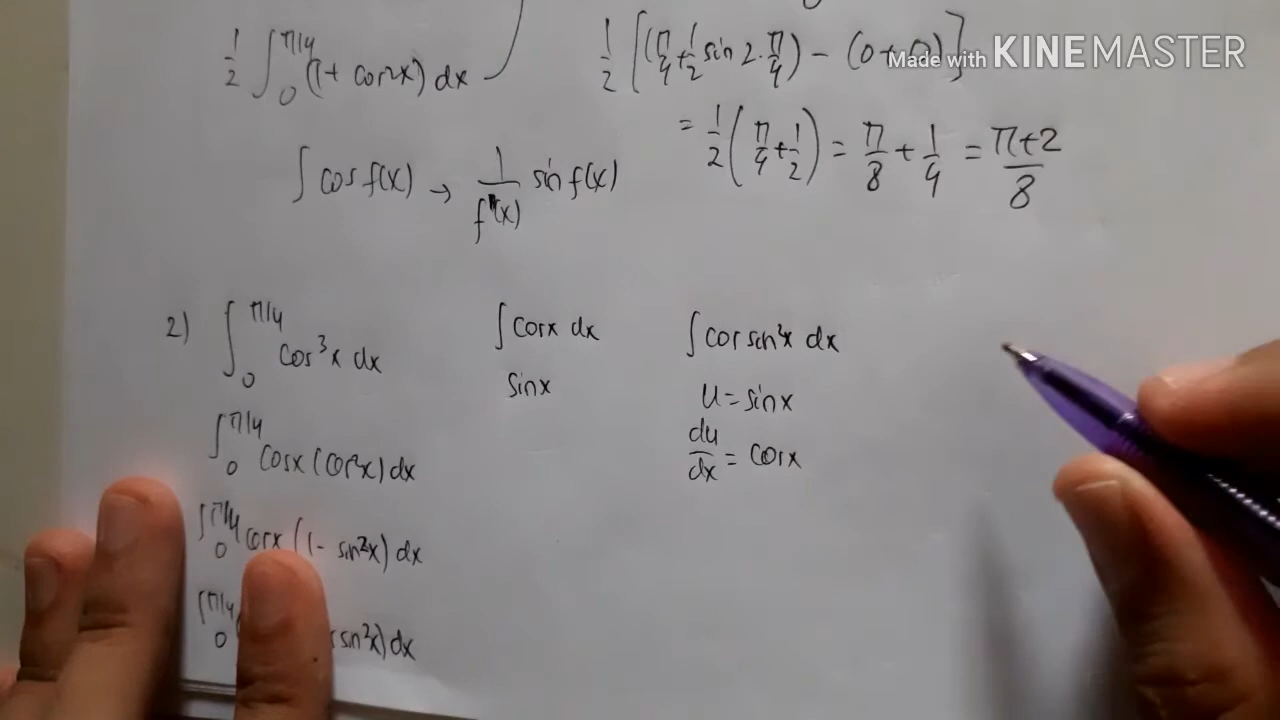 1/2 ∫₀^π/4 (1 + cos2x) dx
1/2 [(π/4 + 1/2 sin 2.π/4) - (0 + 0)]
Made with KINEMASTER
= 1/2 (π/4 + 1/2) = π/8 + 1/4 = π+2/8
∫ cos f(x) → 1/f'(x) sin f(x)
2) ∫₀^π/4 cos³x dx
∫₀^π/4 cosx (cos²x) dx
∫₀^π/4 cosx (1 - sin²x) dx
∫₀^π/4 sin²x) dx
∫ cosx dx
sinx
∫ cos sin²x dx
u = sinx
du/dx = cosx